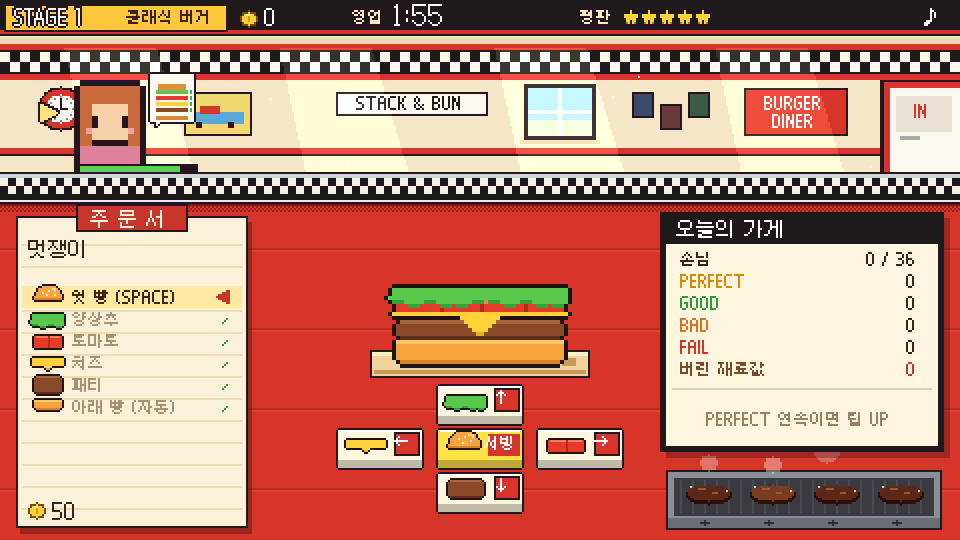 STAGE 1 클래식 버거 0 영업 1:55 평판 ★★★★★ ♪
STACK & BUN
BURGER
DINER
IN
주문서
멋쟁이
윗 빵 (SPACE)
양상추
토마토
치즈
패티
아래 빵 (자동)
50
↑
← 서빙 →
↓
오늘의 가게
손님 0 / 36
PERFECT 0
GOOD 0
BAD 0
FAIL 0
버린 재료값 0
PERFECT 연속이면 팁 UP